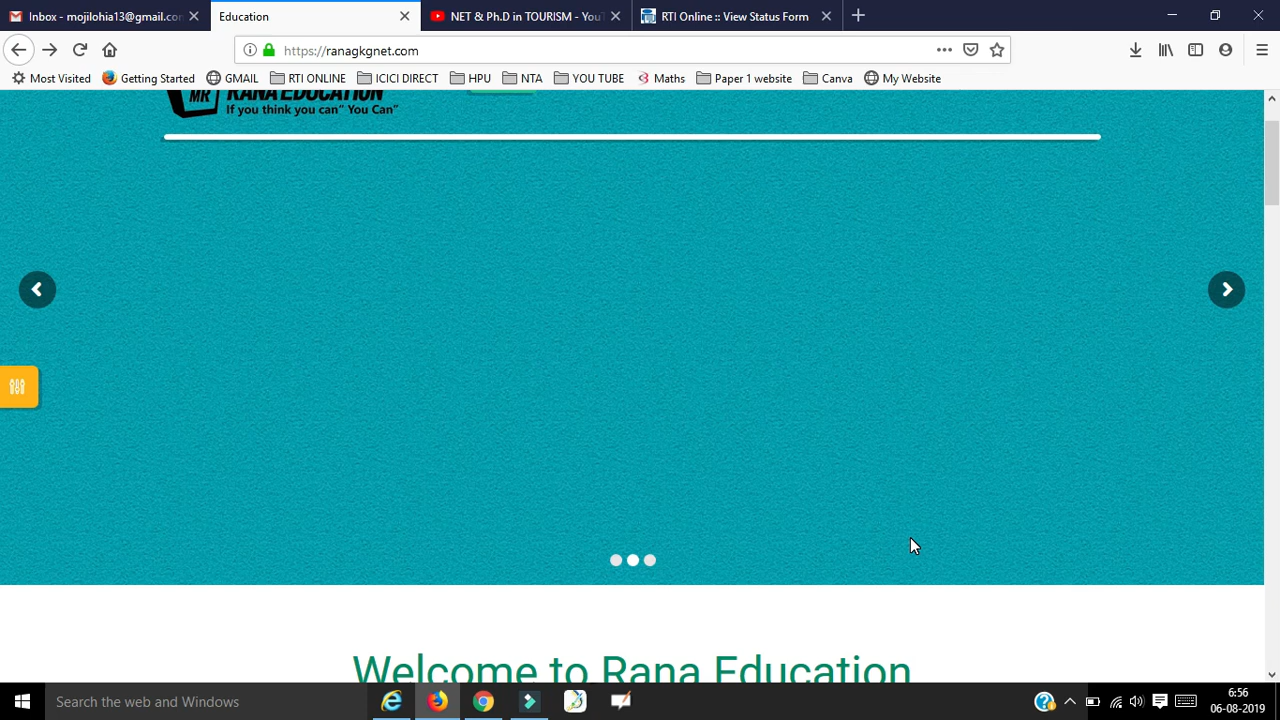 Inbox - mojilohia13@gmail.com
Education
NET & Ph.D in TOURISM - YouT
RTI Online :: View Status Form
https://ranagkgnet.com
Most Visited
Getting Started
GMAIL
RTI ONLINE
ICICI DIRECT
HPU
NTA
YOU TUBE
Maths
Paper 1 website
Canva
My Website
MR
RANA EDUCATION
If you think you can" You Can"
Welcome to Rana Education
Search the web and Windows
6:56
06-08-2019